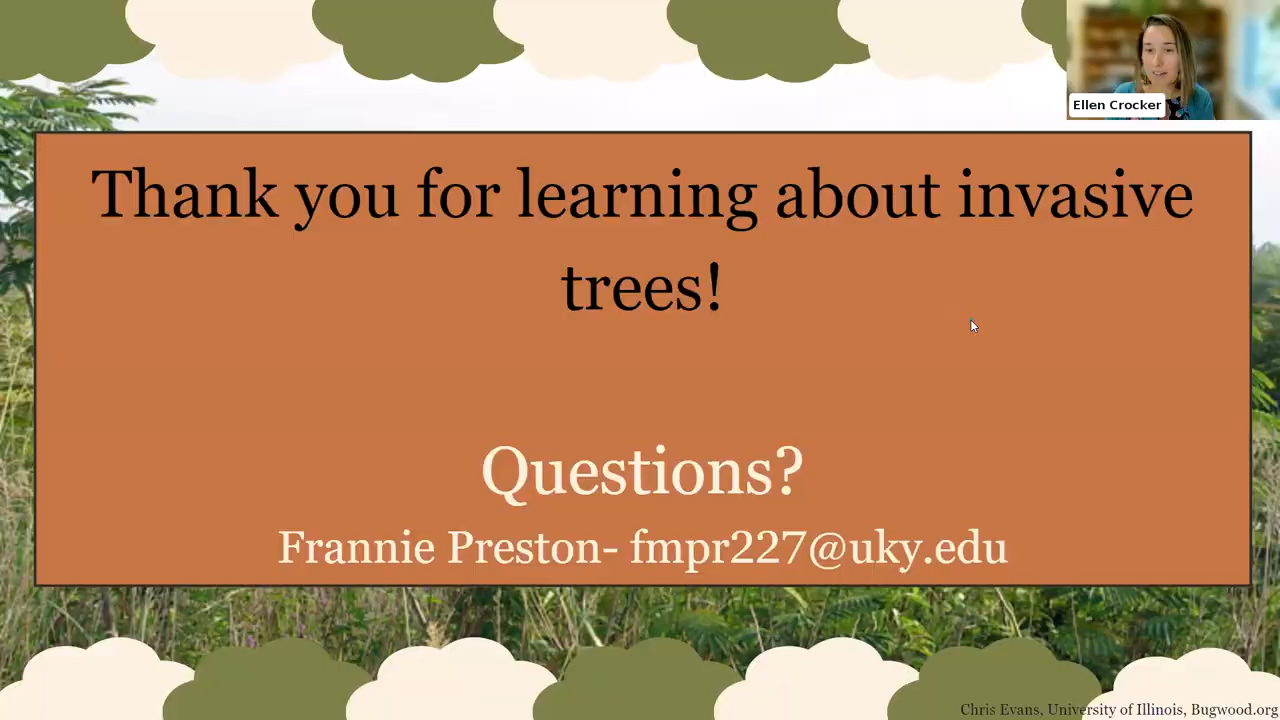 Ellen Crocker
Thank you for learning about invasive
trees!
Questions?
Frannie Preston- fmpr227@uky.edu
Chris Evans, University of Illinois, Bugwood.org